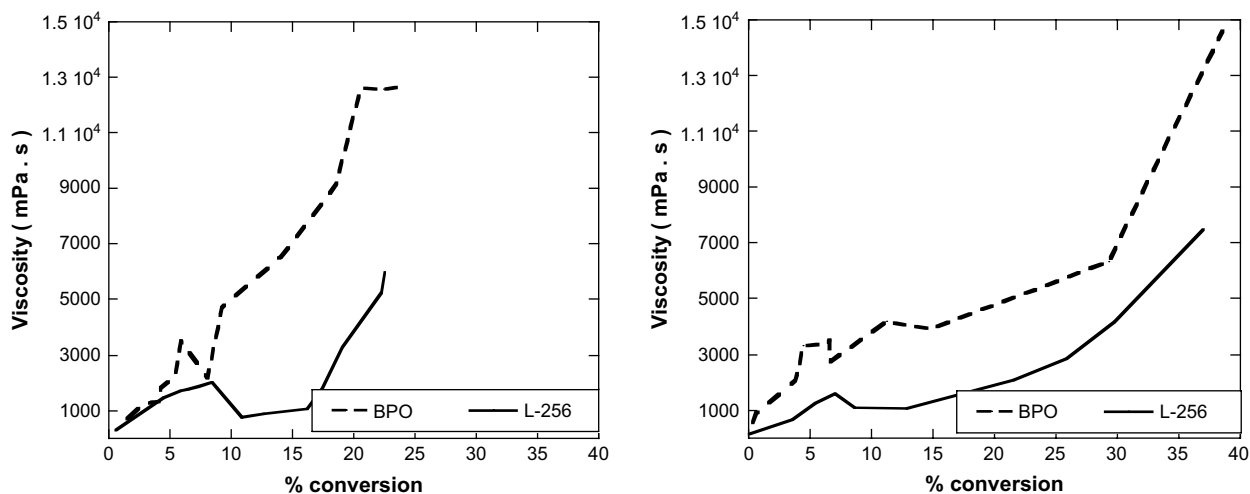 1.5 10⁴
1.3 10⁴
1.1 10⁴
9000
7000
5000
3000
1000
Viscosity ( mPa . s )
BPO L-256
0 5 10 15 20 25 30 35 40
% conversion
1.5 10⁴
1.3 10⁴
1.1 10⁴
9000
7000
5000
3000
1000
Viscosity ( mPa . s )
BPO L-256
0 5 10 15 20 25 30 35 40
% conversion